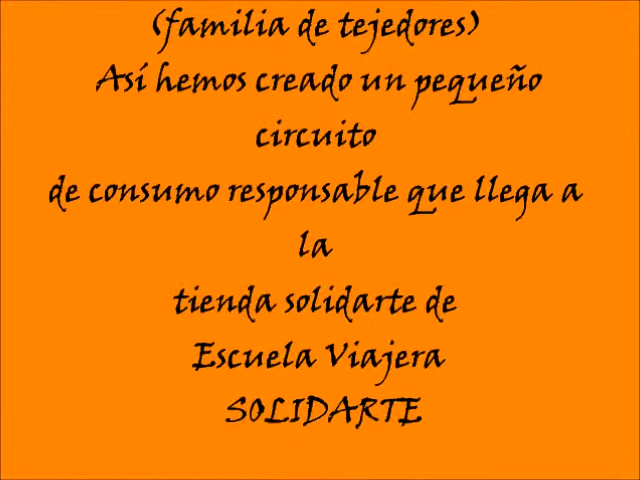 (familia de tejedores)
Así hemos creado un pequeño
circuito
de consumo responsable que llega a
la
tienda solidarte de
Escuela Viajera
SOLIDARTE